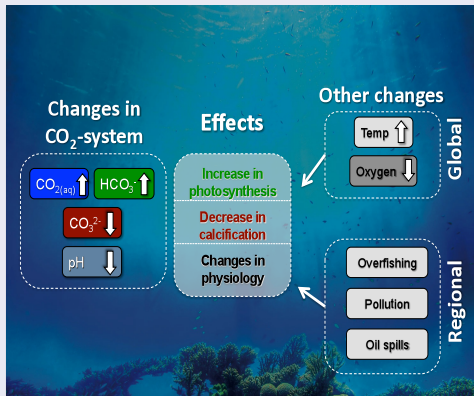 Changes in
CO₂-system
CO₂(aq)
HCO₃⁻
CO₃²⁻
pH
Effects
Increase in
photosynthesis
Decrease in
calcification
Changes in
physiology
Other changes
Temp
Oxygen
Global
Overfishing
Pollution
Oil spills
Regional